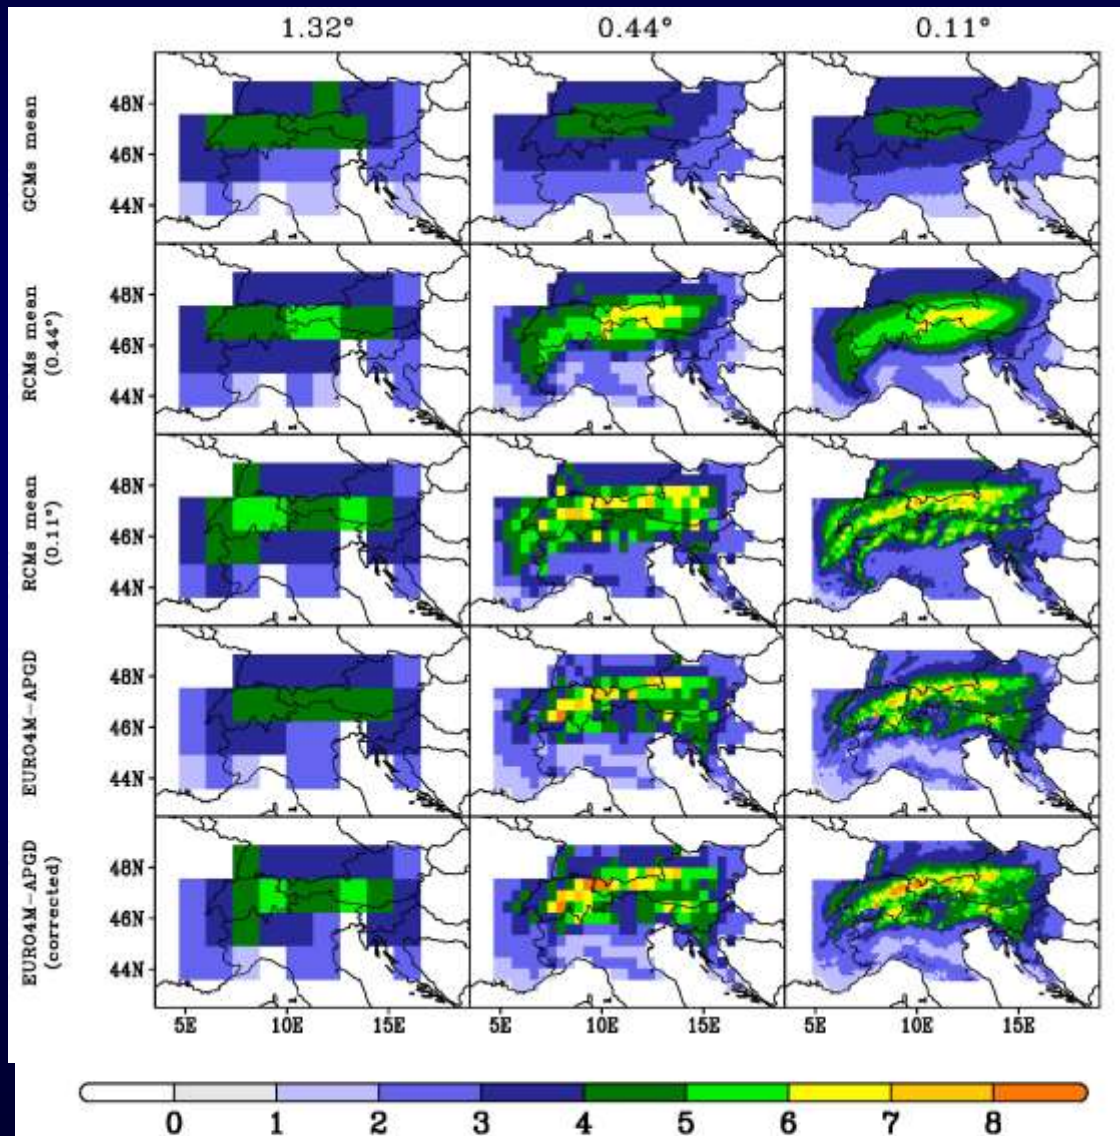 1.32° 0.44° 0.11°
GCMs mean
48N
46N
44N
RCMs mean
(0.44°)
48N
46N
44N
RCMs mean
(0.11°)
48N
46N
44N
EURO4M-APGD
48N
46N
44N
EURO4M-APGD
(corrected)
48N
46N
44N
5E 10E 15E 5E 10E 15E 5E 10E 15E
0 1 2 3 4 5 6 7 8